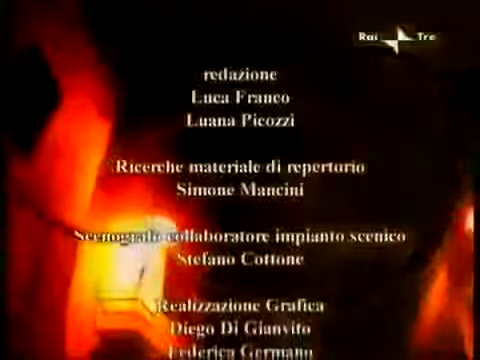 Rai Tre
redazione
Luca Franco
Luana Picozzi
Ricerche materiale di repertorio
Simone Mancini
Scenografo collaboratore impianto scenico
Stefano Cottone
Realizzazione Grafica
Diego Di Gianvito
Federica Germano